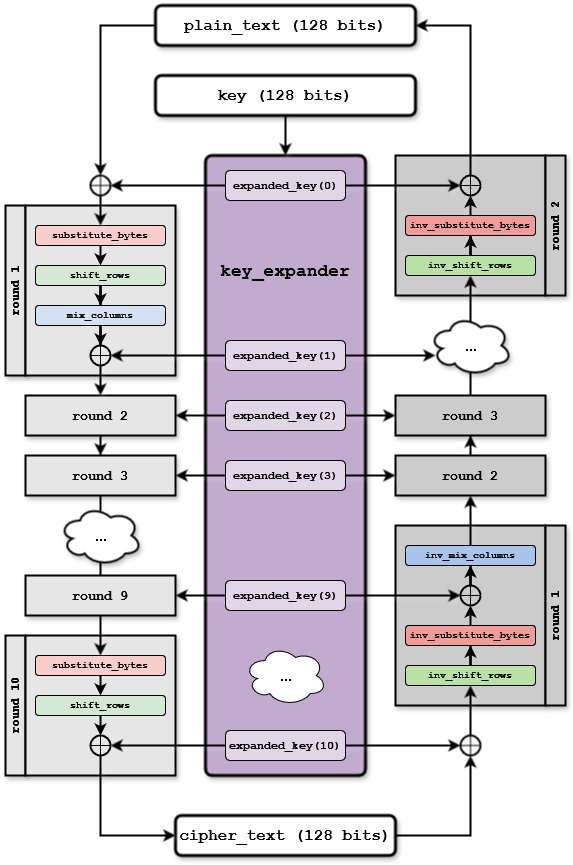 plain_text (128 bits)
key (128 bits)
expanded_key(0)
round 1
substitute_bytes
shift_rows
mix_columns
key_expander
inv_substitute_bytes
inv_shift_rows
round 2
expanded_key(1)
...
round 2
expanded_key(2)
round 3
round 3
expanded_key(3)
round 2
...
round 9
expanded_key(9)
inv_mix_columns
inv_substitute_bytes
inv_shift_rows
round 1
round 10
substitute_bytes
shift_rows
...
expanded_key(10)
cipher_text (128 bits)